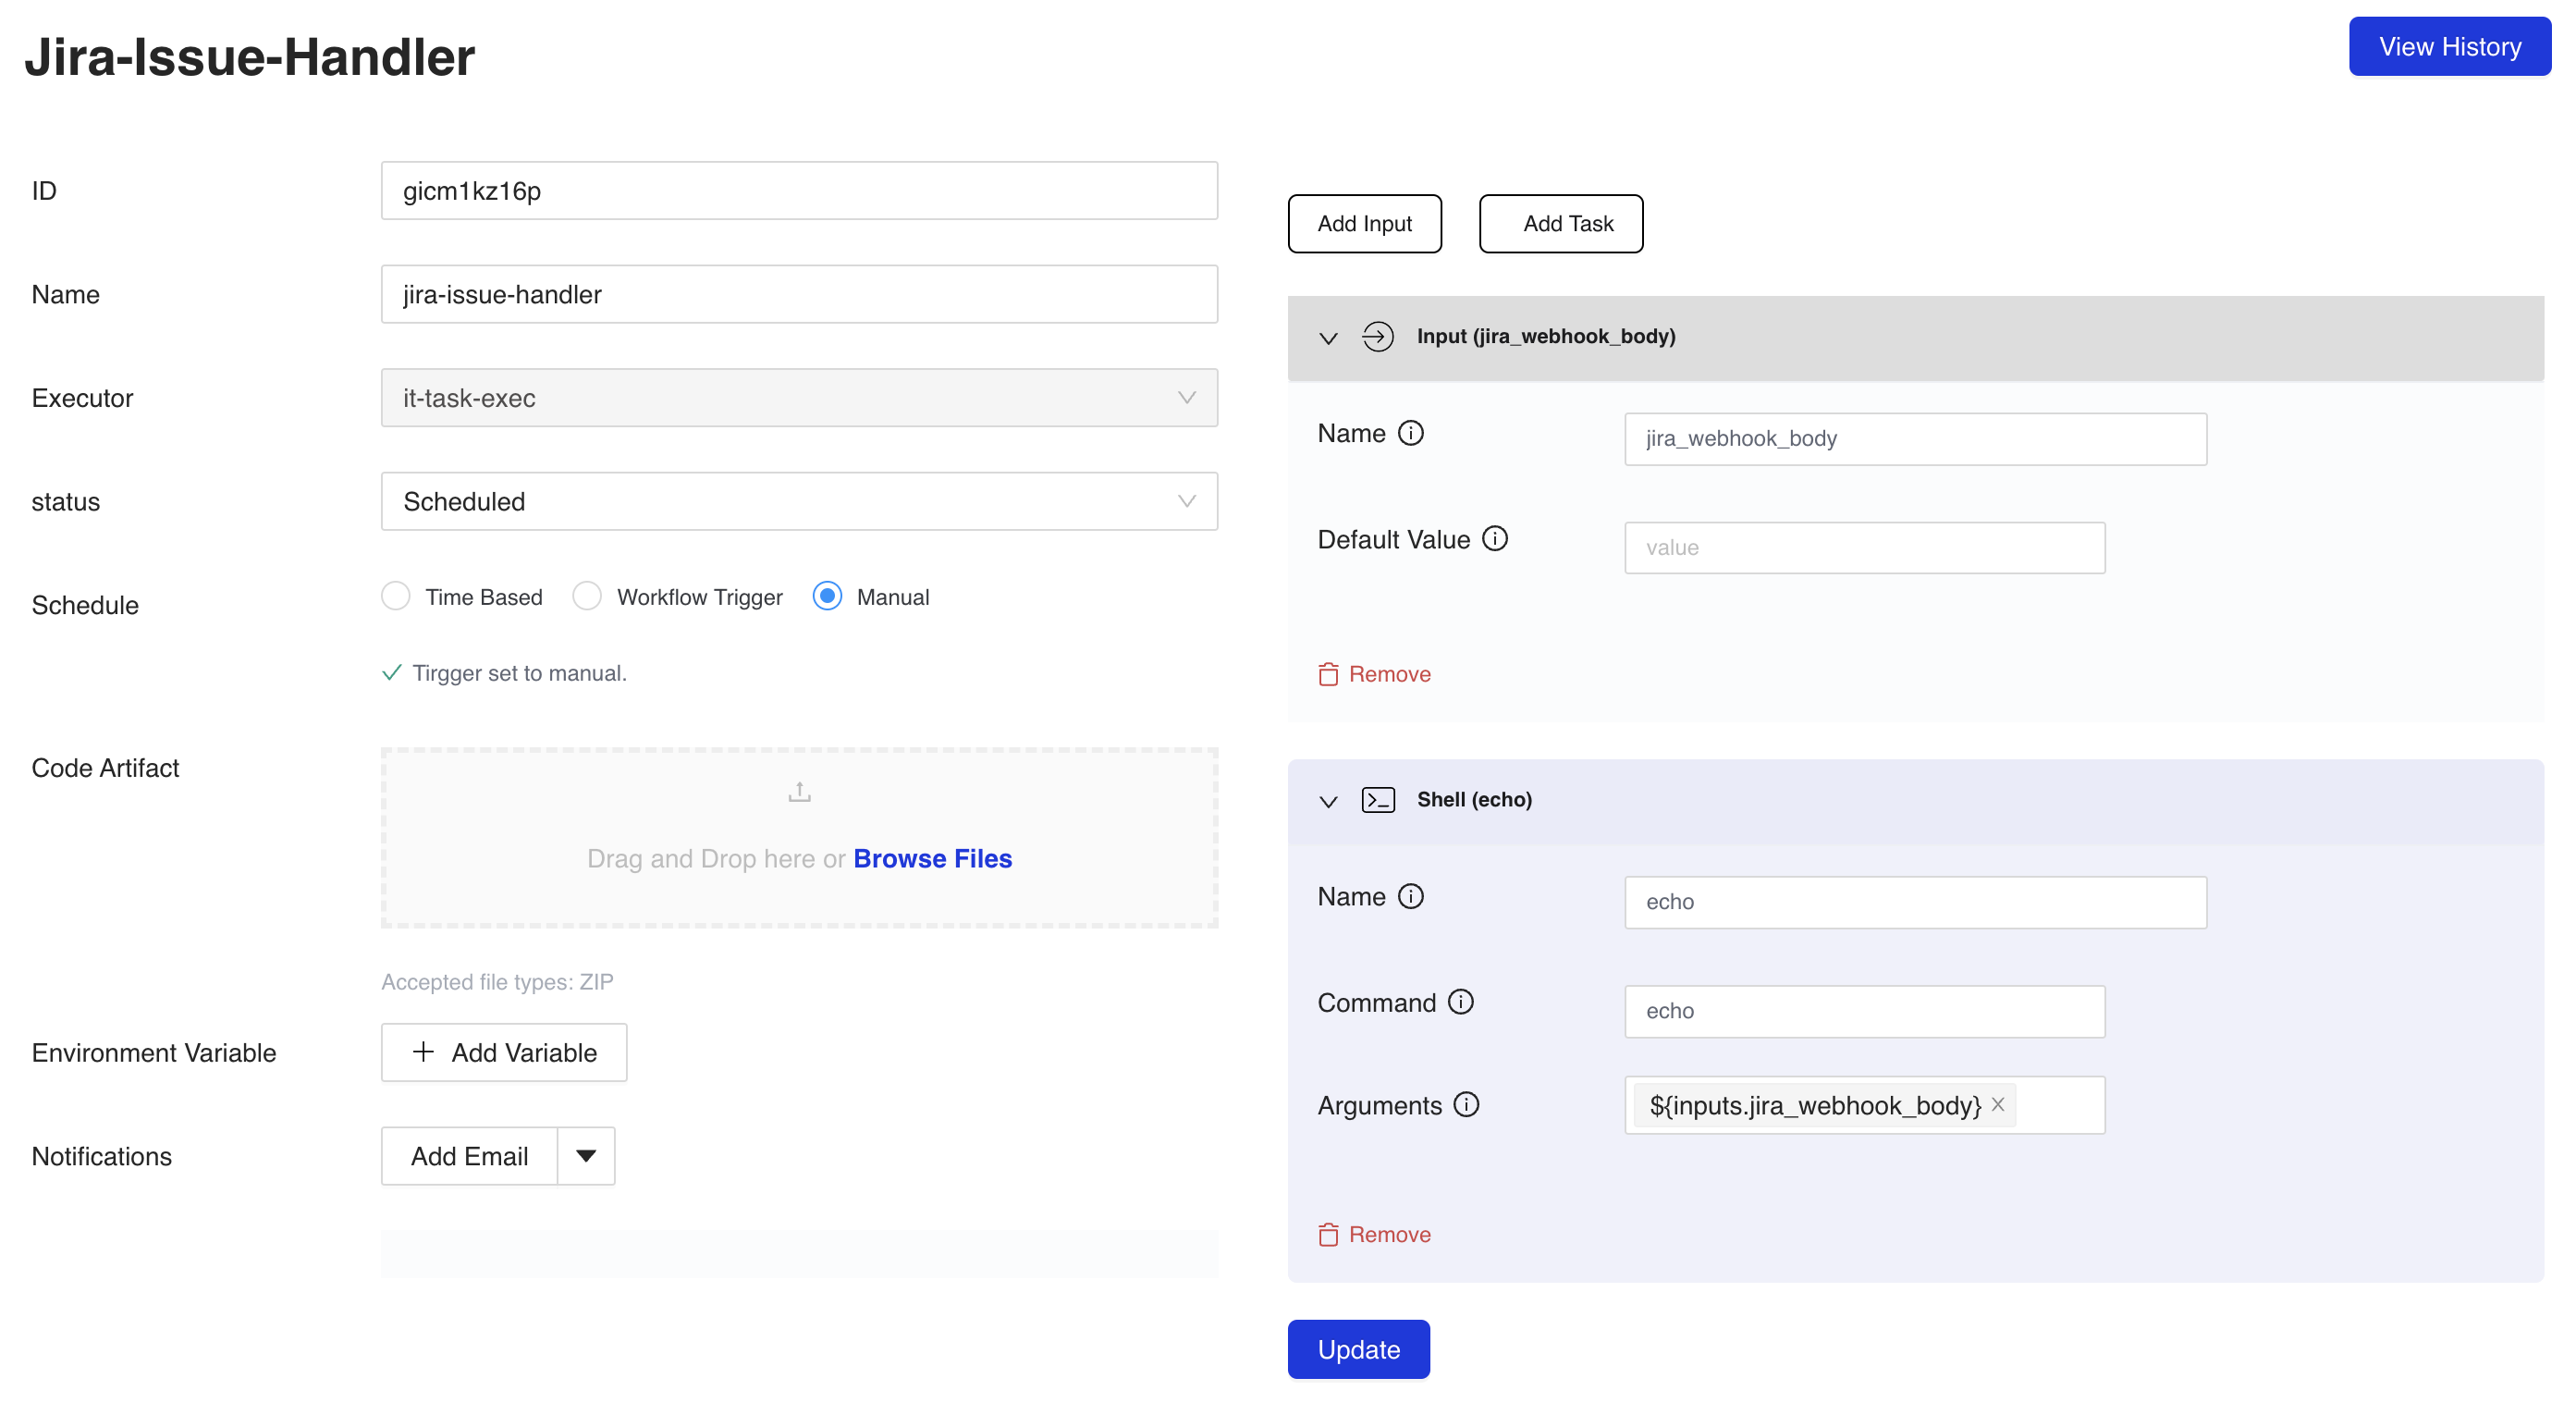 Jira-Issue-Handler
View History
ID
gicm1kz16p
Name
jira-issue-handler
Executor
it-task-exec
status
Scheduled
Schedule
Time Based
Workflow Trigger
Manual
Tirgger set to manual.
Code Artifact
Drag and Drop here or Browse Files
Accepted file types: ZIP
Environment Variable
+ Add Variable
Notifications
Add Email
Add Input
Add Task
Input (jira_webhook_body)
Name
jira_webhook_body
Default Value
value
Remove
Shell (echo)
Name
echo
Command
echo
Arguments
${inputs.jira_webhook_body}
Remove
Update